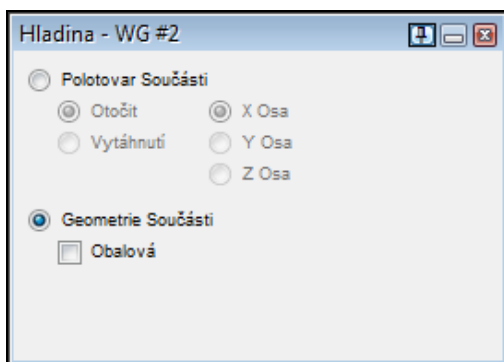 Hladina - WG #2
Polotovar Součásti
Otočit X Osa
Vytáhnutí Y Osa
Z Osa
Geometrie Součásti
Obalová